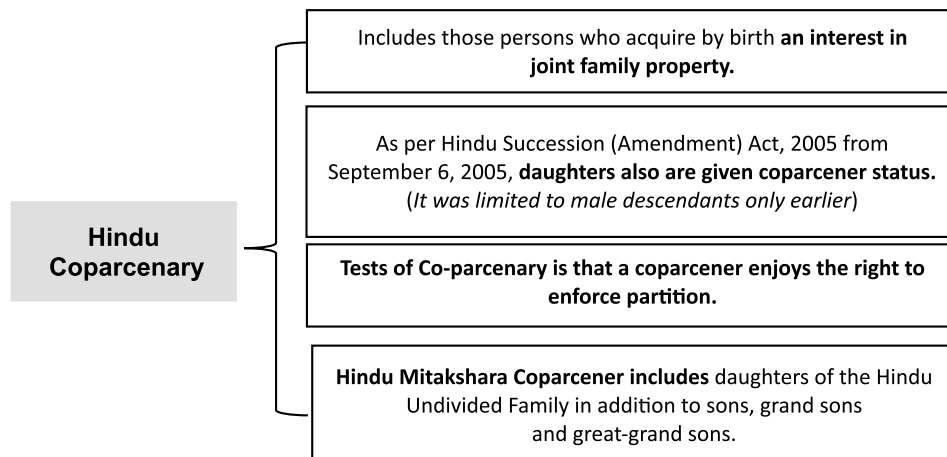 Includes those persons who acquire by birth an interest in
joint family property.
As per Hindu Succession (Amendment) Act, 2005 from
September 6, 2005, daughters also are given coparcener status.
(It was limited to male descendants only earlier)
Hindu
Coparcenary
Tests of Co-parcenary is that a coparcener enjoys the right to
enforce partition.
Hindu Mitakshara Coparcener includes daughters of the Hindu
Undivided Family in addition to sons, grand sons
and great-grand sons.